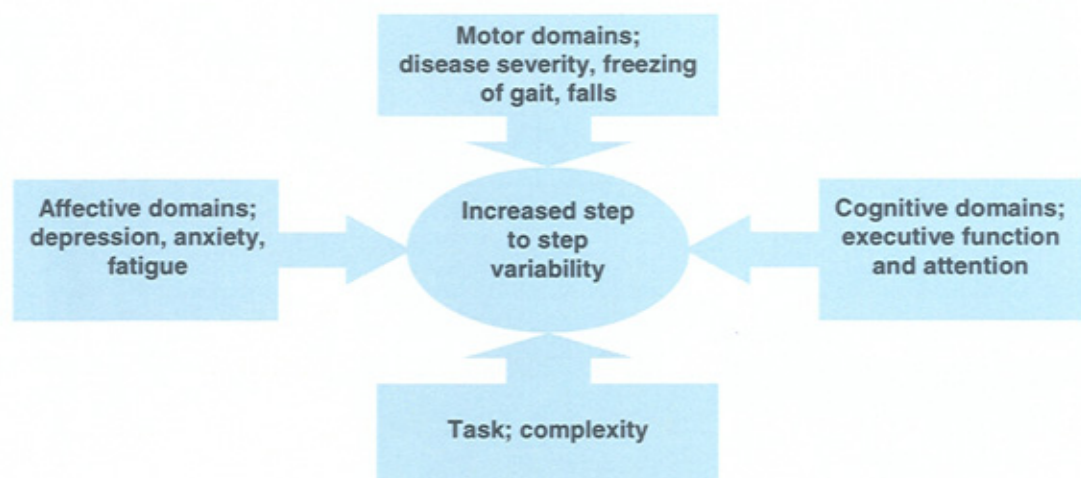 Motor domains;
disease severity, freezing
of gait, falls
Affective domains;
depression, anxiety,
fatigue
Increased step
to step
variability
Cognitive domains;
executive function
and attention
Task; complexity